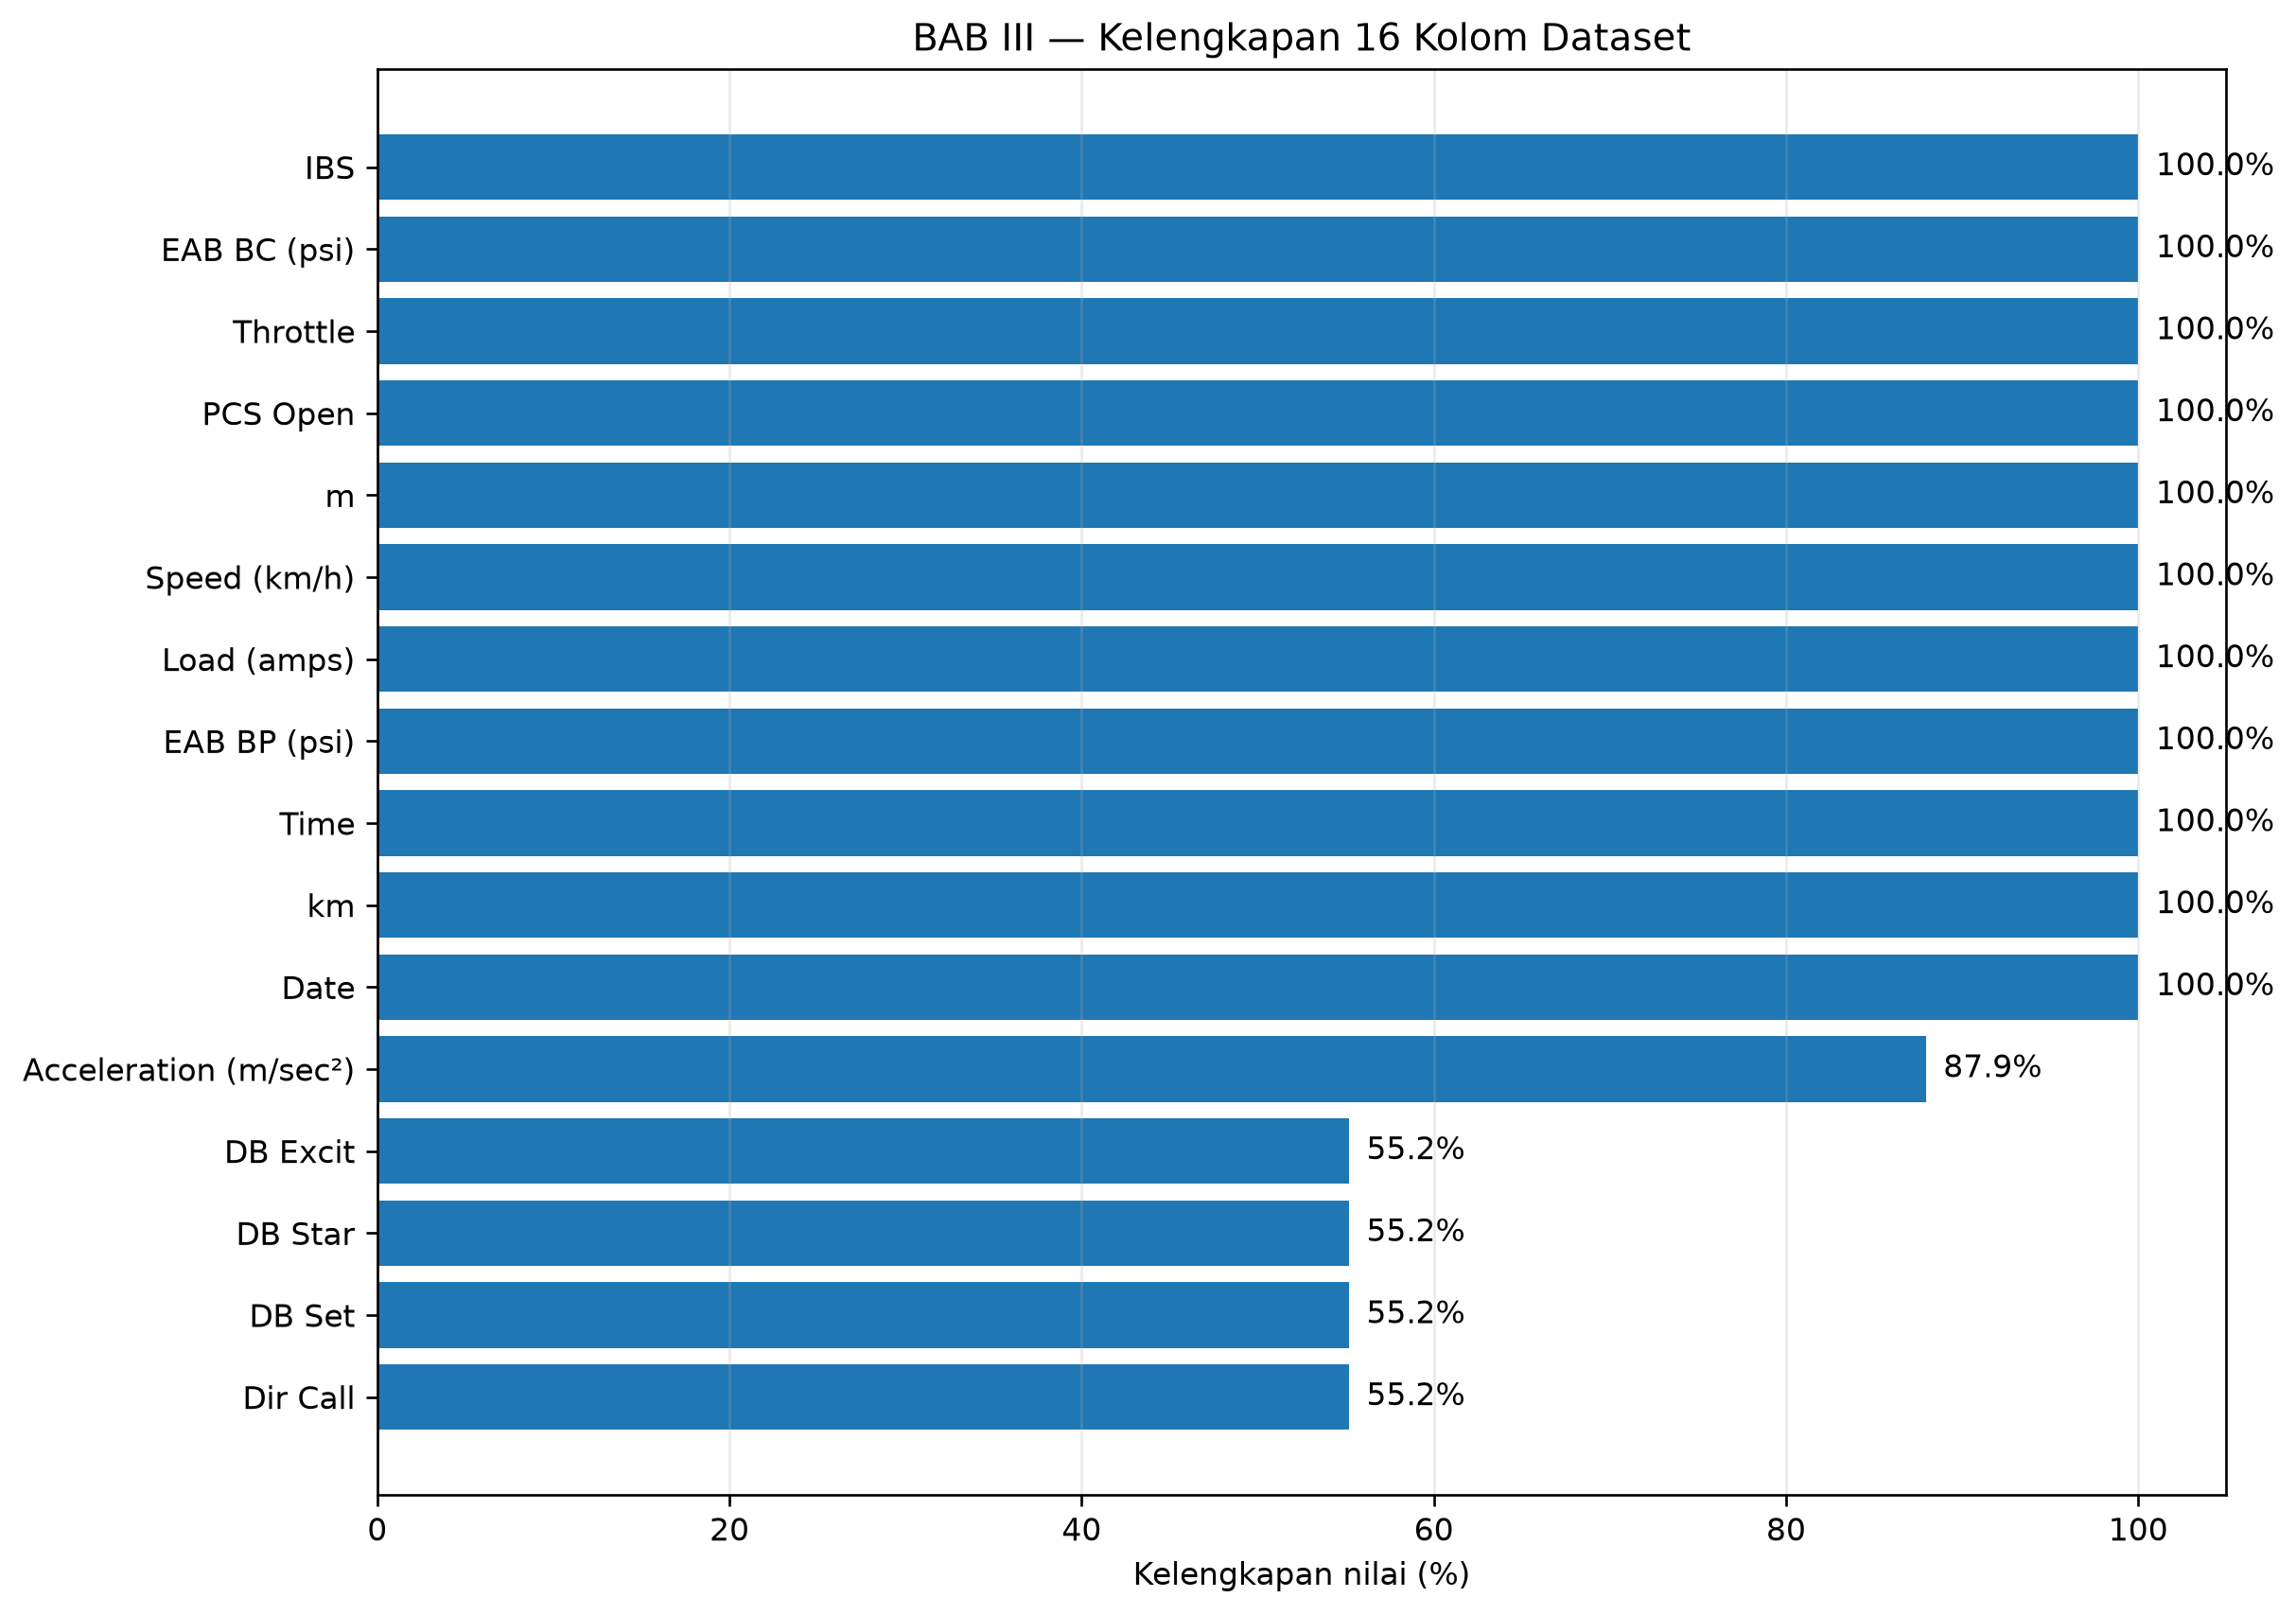 BAB III — Kelengkapan 16 Kolom Dataset
IBS 100.0%
EAB BC (psi) 100.0%
Throttle 100.0%
PCS Open 100.0%
m 100.0%
Speed (km/h) 100.0%
Load (amps) 100.0%
EAB BP (psi) 100.0%
Time 100.0%
km 100.0%
Date 100.0%
Acceleration (m/sec²) 87.9%
DB Excit 55.2%
DB Star 55.2%
DB Set 55.2%
Dir Call 55.2%
0 20 40 60 80 100
Kelengkapan nilai (%)